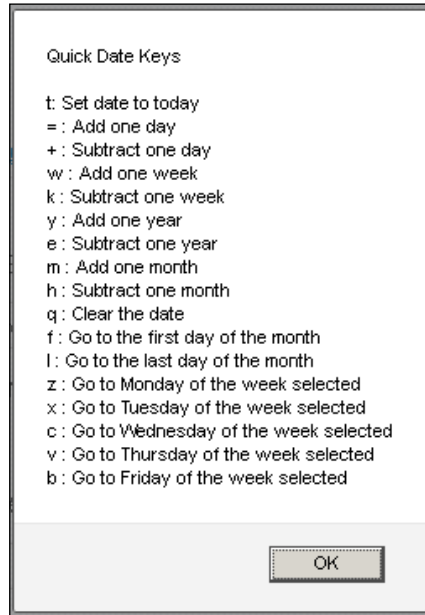 Quick Date Keys
t: Set date to today
= : Add one day
+ : Subtract one day
w : Add one week
k : Subtract one week
y : Add one year
e : Subtract one year
m : Add one month
h : Subtract one month
q : Clear the date
f : Go to the first day of the month
l : Go to the last day of the month
z : Go to Monday of the week selected
x : Go to Tuesday of the week selected
c : Go to Wednesday of the week selected
v : Go to Thursday of the week selected
b : Go to Friday of the week selected
OK